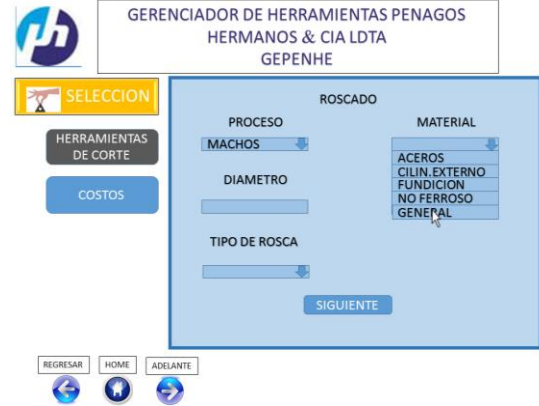 GERENCIADOR DE HERRAMIENTAS PENAGOS
HERMANOS & CIA LDTA
GEPENHE
SELECCION
HERRAMIENTAS
DE CORTE
COSTOS
ROSCADO
PROCESO
MACHOS
DIAMETRO
TIPO DE ROSCA
MATERIAL
ACEROS
CILIN.EXTERNO
FUNDICION
NO FERROSO
GENERAL
SIGUIENTE
REGRESAR
HOME
ADELANTE